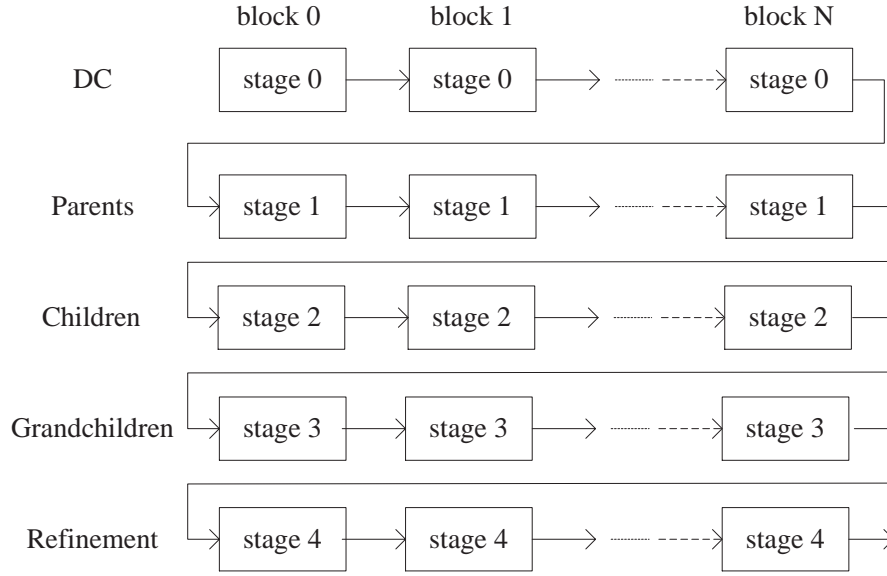 block 0 block 1 block N
DC stage 0 stage 0 stage 0
Parents stage 1 stage 1 stage 1
Children stage 2 stage 2 stage 2
Grandchildren stage 3 stage 3 stage 3
Refinement stage 4 stage 4 stage 4